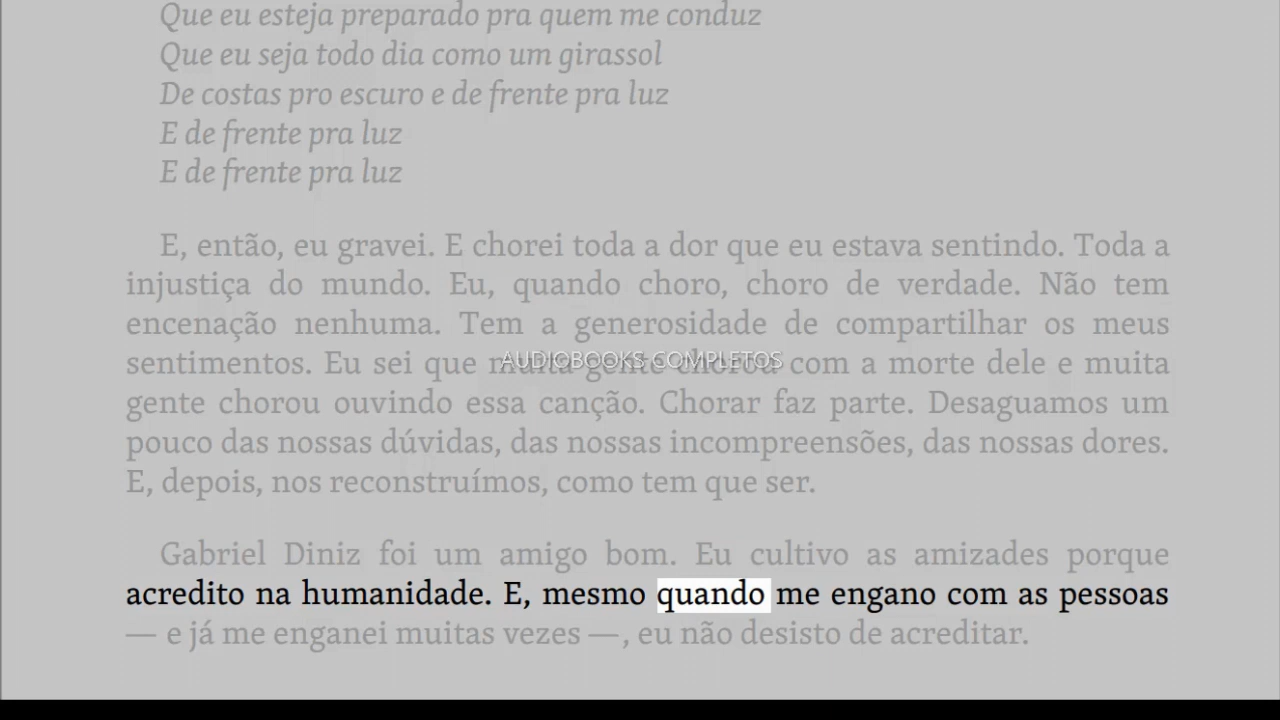 Que eu esteja preparado pra quem me conduz
Que eu seja todo dia como um girassol
De costas pro escuro e de frente pra luz
E de frente pra luz
E de frente pra luz
E, então, eu gravei. E chorei toda a dor que eu estava sentindo. Toda a
injustiça do mundo. Eu, quando choro, choro de verdade. Não tem
encenação nenhuma. Tem a generosidade de compartilhar os meus
sentimentos. Eu sei que muita gente chorou com a morte dele e muita
AUDIOBOOKS COMPLETOS
gente chorou ouvindo essa canção. Chorar faz parte. Desaguamos um
pouco das nossas dúvidas, das nossas incompreensões, das nossas dores.
E, depois, nos reconstruímos, como tem que ser.
Gabriel Diniz foi um amigo bom. Eu cultivo as amizades porque
acredito na humanidade. E, mesmo quando me engano com as pessoas
— e já me enganei muitas vezes —, eu não desisto de acreditar.